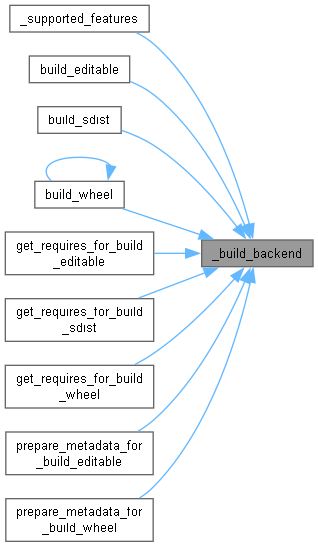 _supported_features
build_editable
build_sdist
build_wheel
get_requires_for_build
_editable
_build_backend
get_requires_for_build
_sdist
get_requires_for_build
_wheel
prepare_metadata_for
_build_editable
prepare_metadata_for
_build_wheel